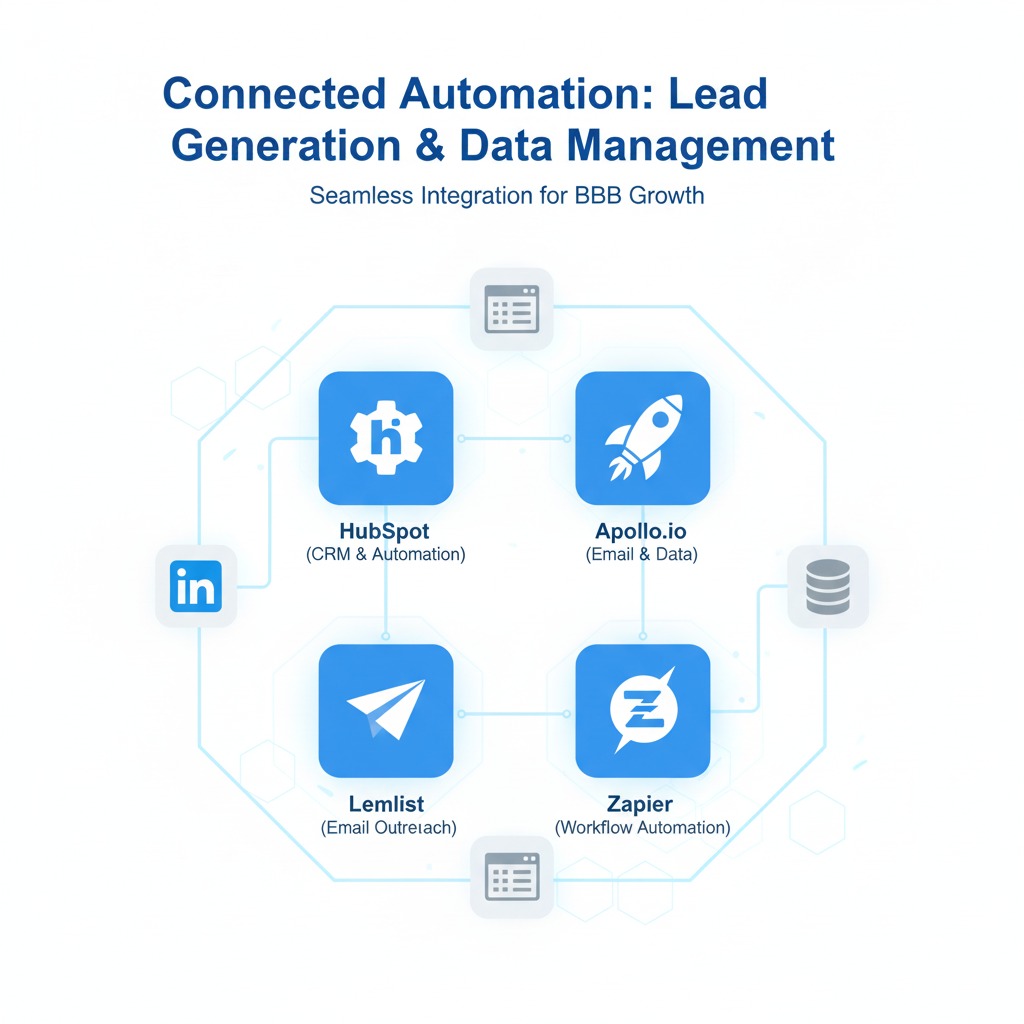 Connected Automation: Lead
Generation & Data Management
Seamless Integration for BBB Growth
hi
HubSpot
(CRM & Automation)
Apollo.io
(Email & Data)
in
Lemlist
(Email Outreach)
Z
Zapier
(Workflow Automation)